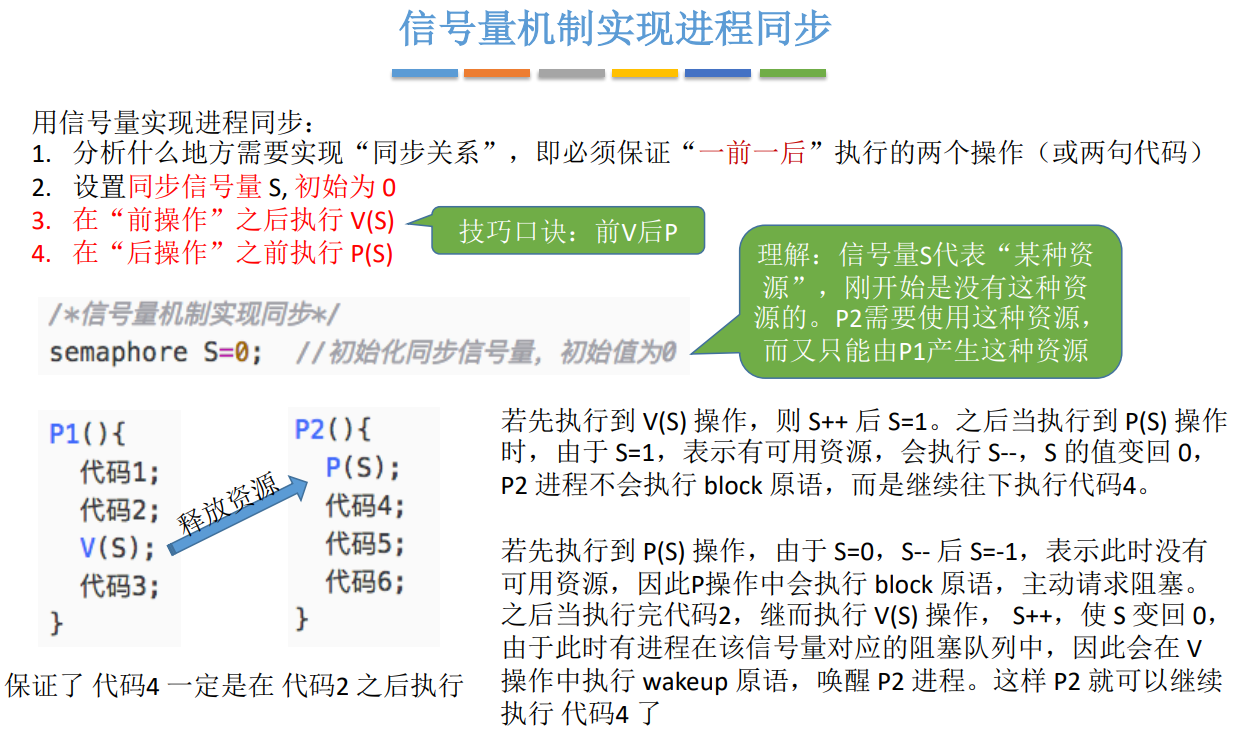 信号量机制实现进程同步
用信号量实现进程同步：
1. 分析什么地方需要实现“同步关系”，即必须保证“一前一后”执行的两个操作（或两句代码）
2. 设置同步信号量 S, 初始为 0
3. 在“前操作”之后执行 V(S)
4. 在“后操作”之前执行 P(S)
技巧口诀：前V后P
理解：信号量S代表“某种资
源”，刚开始是没有这种资
源的。P2需要使用这种资源，
而又只能由P1产生这种资源
/*信号量机制实现同步*/
semaphore S=0; //初始化同步信号量，初始值为0
P1(){
代码1;
代码2;
V(S);
代码3;
}
释放资源
P2(){
P(S);
代码4;
代码5;
代码6;
}
保证了 代码4 一定是在 代码2 之后执行
若先执行到 V(S) 操作，则 S++ 后 S=1。之后当执行到 P(S) 操作
时，由于 S=1，表示有可用资源，会执行 S--，S 的值变回 0，
P2 进程不会执行 block 原语，而是继续往下执行代码4。
若先执行到 P(S) 操作，由于 S=0，S-- 后 S=-1，表示此时没有
可用资源，因此P操作中会执行 block 原语，主动请求阻塞。
之后当执行完代码2，继而执行 V(S) 操作， S++，使 S 变回 0，
由于此时有进程在该信号量对应的阻塞队列中，因此会在 V
操作中执行 wakeup 原语，唤醒 P2 进程。这样 P2 就可以继续
执行 代码4 了